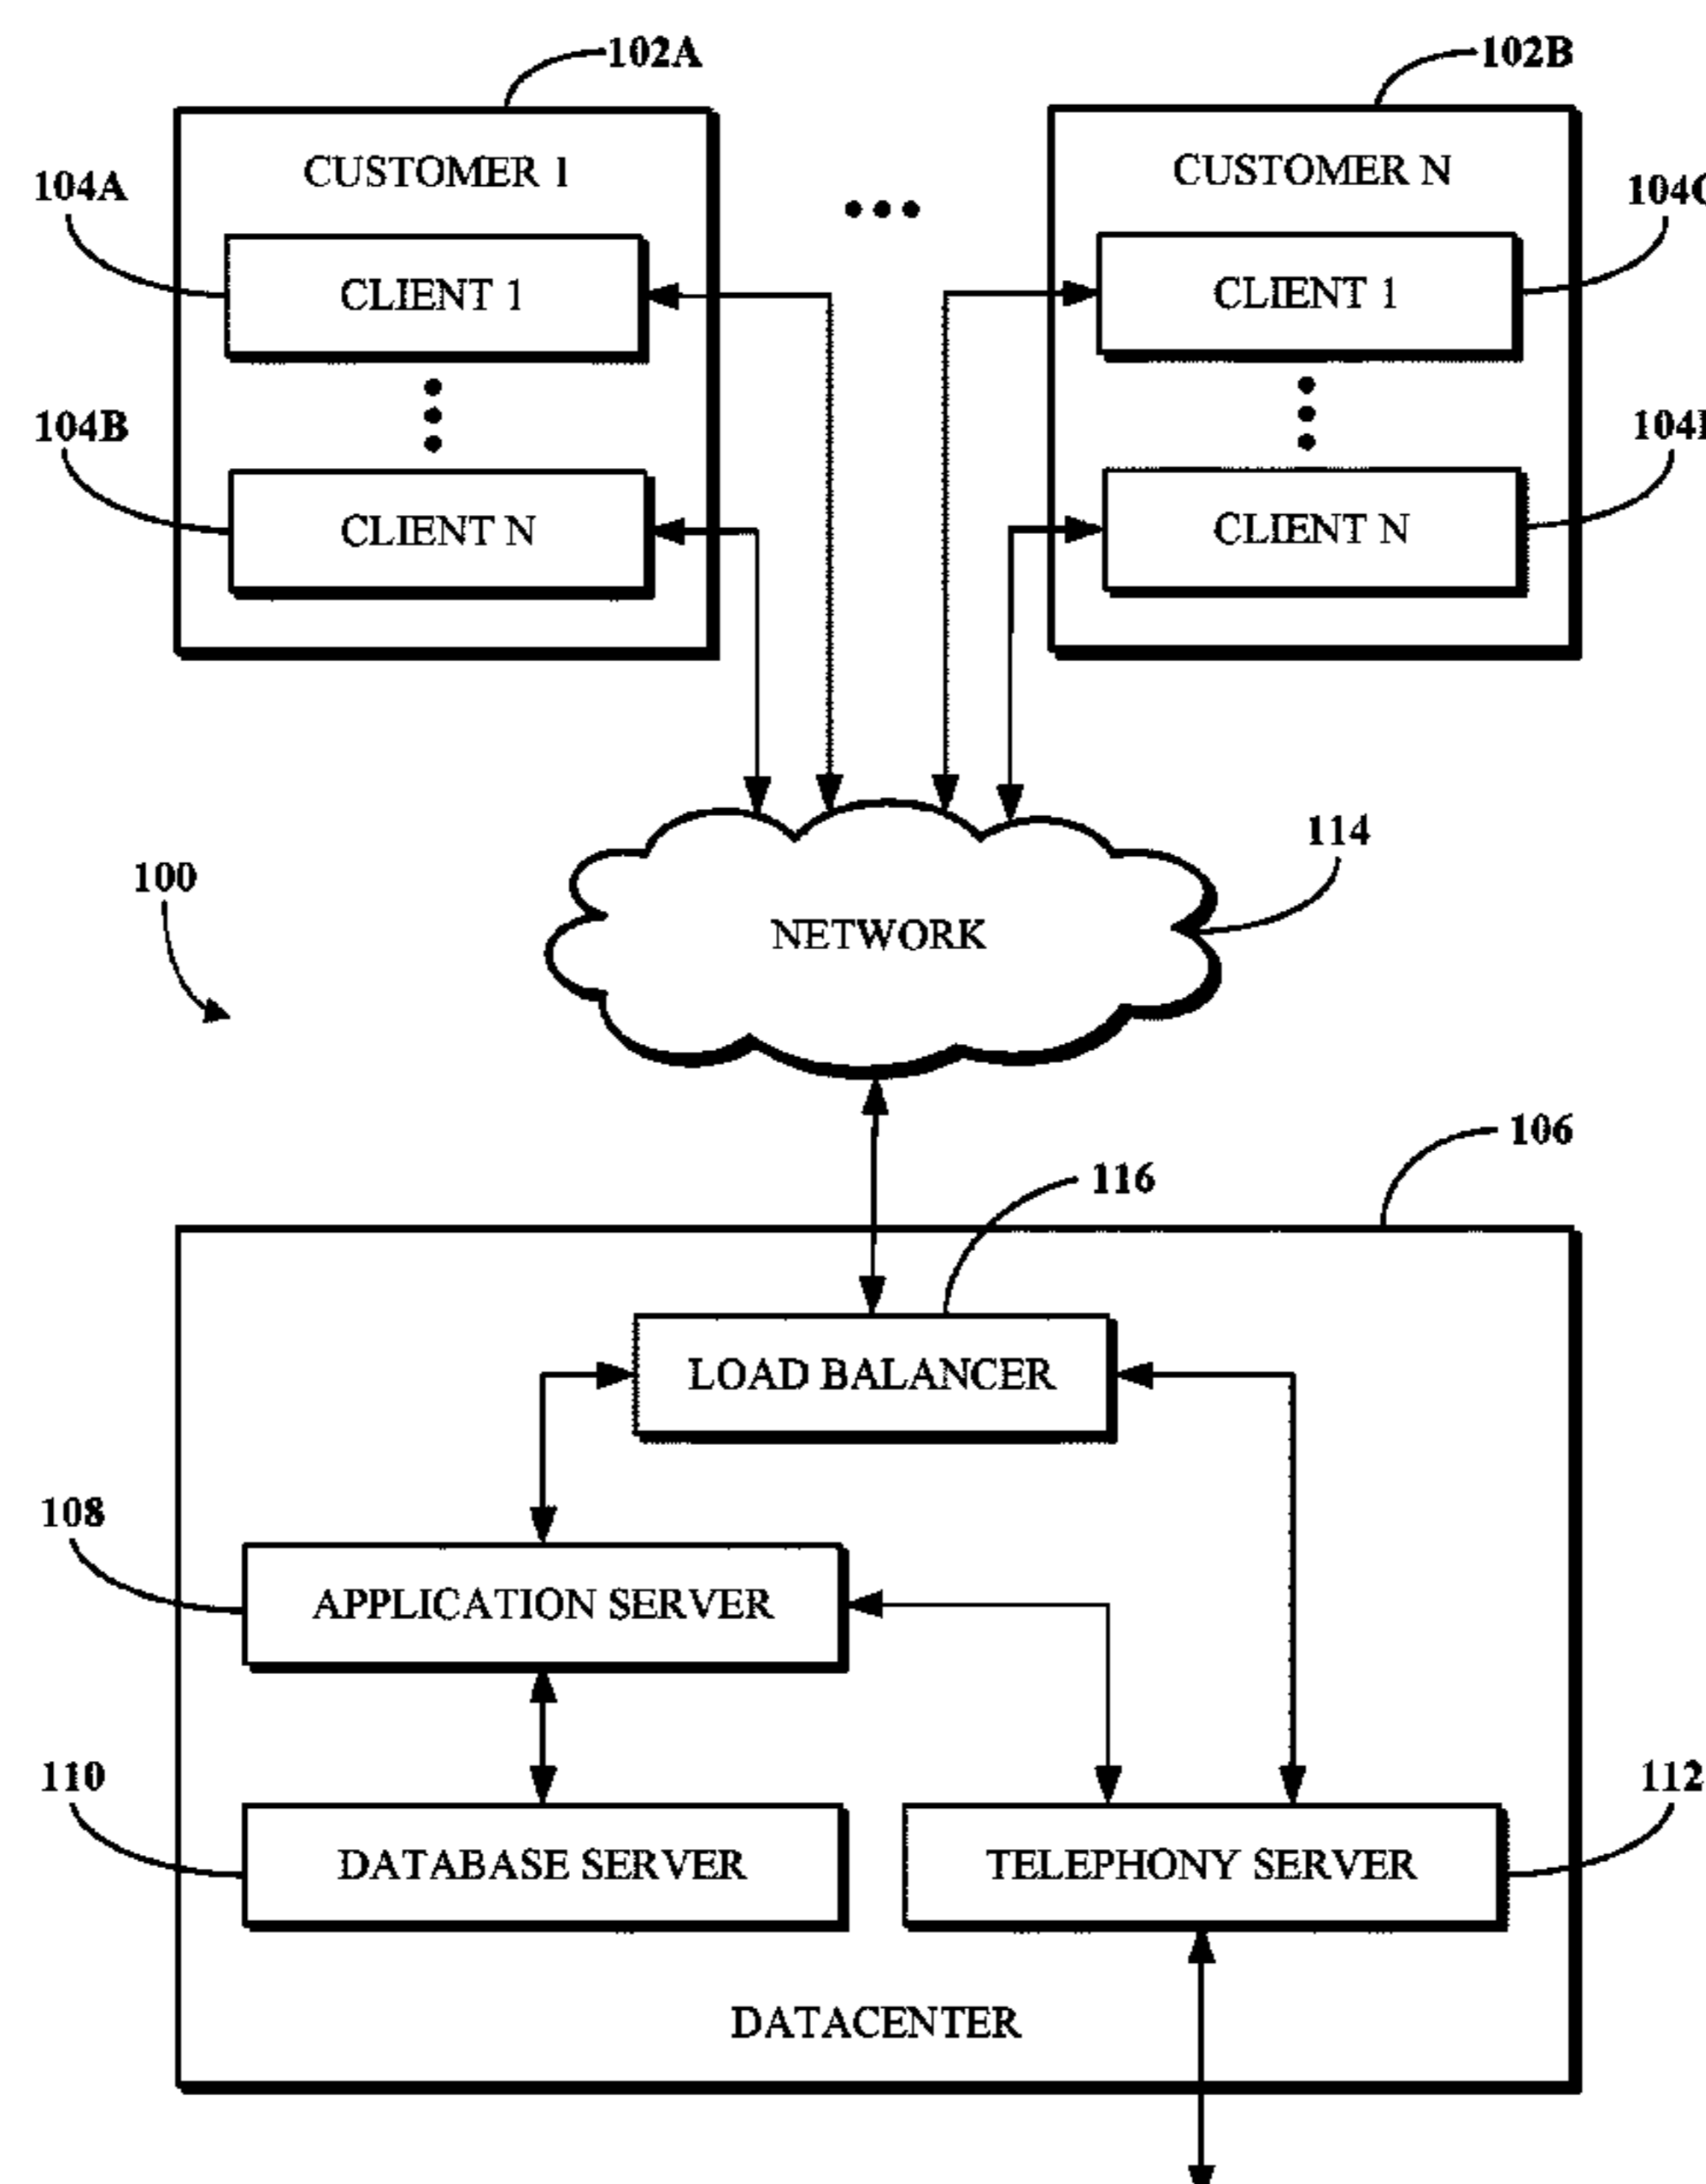 102A
102B
CUSTOMER 1
CUSTOMER N
104A
CLIENT 1
CLIENT 1
104B
CLIENT N
CLIENT N
114
100
NETWORK
106
116
LOAD BALANCER
108
APPLICATION SERVER
110
112
DATABASE SERVER
TELEPHONY SERVER
DATACENTER